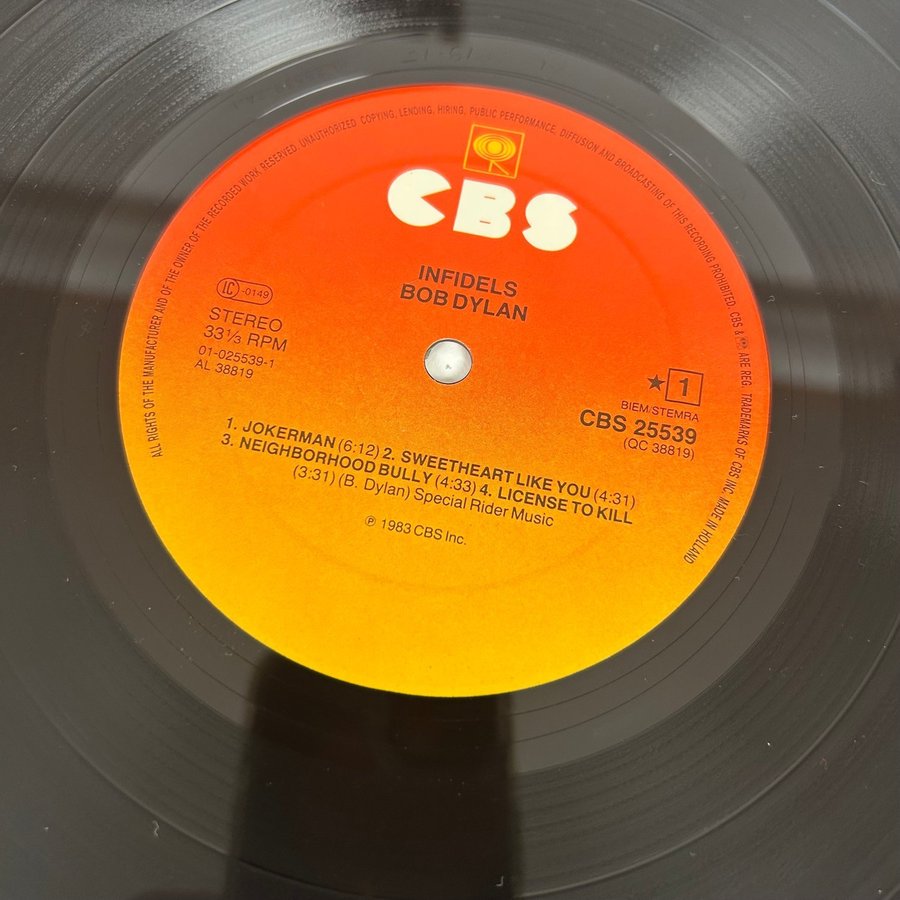 ALL RIGHTS OF THE MANUFACTURER AND OF THE OWNER OF THE RECORDED WORK RESERVED. UNAUTHORIZED COPYING, LENDING, HIRING, PUBLIC PERFORMANCE, DIFFUSION AND BROADCASTING OF THIS RECORDING PROHIBITED. CBS & ARE REG. TRADEMARKS OF CBS INC. MADE IN HOLLAND
CBS
INFIDELS
BOB DYLAN
IC -0149
STEREO
33⅓ RPM
01-025539-1
AL 38819
★ 1
BIEM/STEMRA
CBS 25539
(QC 38819)
1. JOKERMAN (6:12) 2. SWEETHEART LIKE YOU (4:31)
3. NEIGHBORHOOD BULLY (4:33) 4. LICENSE TO KILL
(3:31) (B. Dylan) Special Rider Music
℗ 1983 CBS Inc.